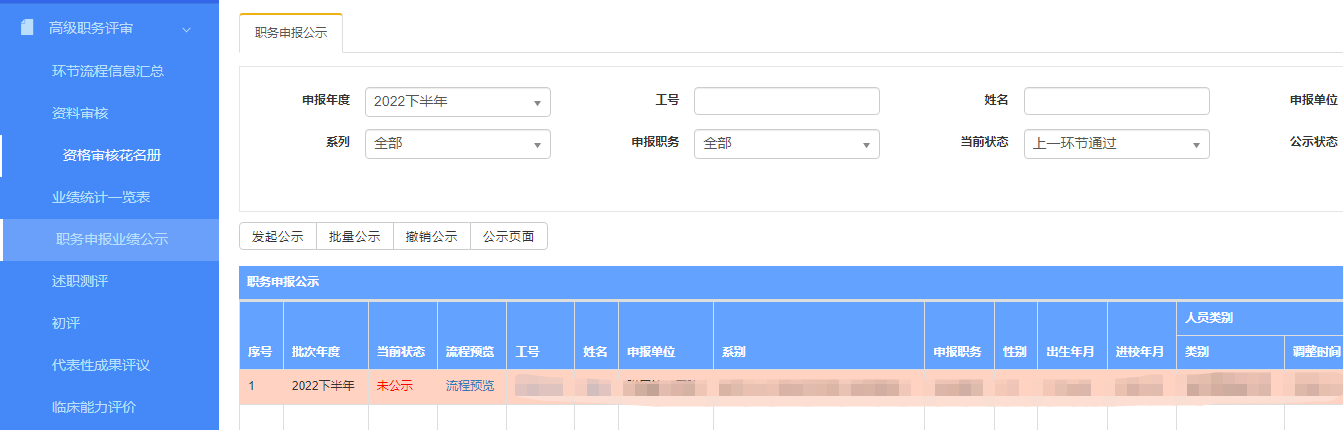 高级职务评审
环节流程信息汇总
资料审核
资格审核花名册
业绩统计一览表
职务申报业绩公示
述职测评
初评
代表性成果评议
临床能力评价
职务申报公示
申报年度 2022下半年 工号 姓名 申报单位
系列 全部 申报职务 全部 当前状态 上一环节通过 公示状态
发起公示 批量公示 撤销公示 公示页面
职务申报公示
人员类别
序号 批次年度 当前状态 流程预览 工号 姓名 申报单位 系别 申报职务 性别 出生年月 进校年月 类别 调整时间
1 2022下半年 未公示 流程预览